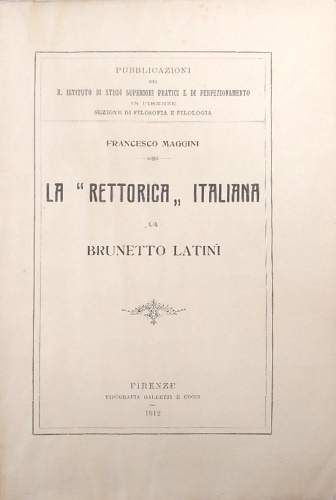 PUBBLICAZIONI
DEL
R. ISTITUTO DI STUDI SUPERIORI PRATICI E DI PERFEZIONAMENTO
IN FIRENZE
SEZIONE DI FILOSOFIA E FILOLOGIA
FRANCESCO MAGGINI
LA “RETTORICA„ ITALIANA
DI
BRUNETTO LATINI
FIRENZE
TIPOGRAFIA GALLETTI E COCCI
1912